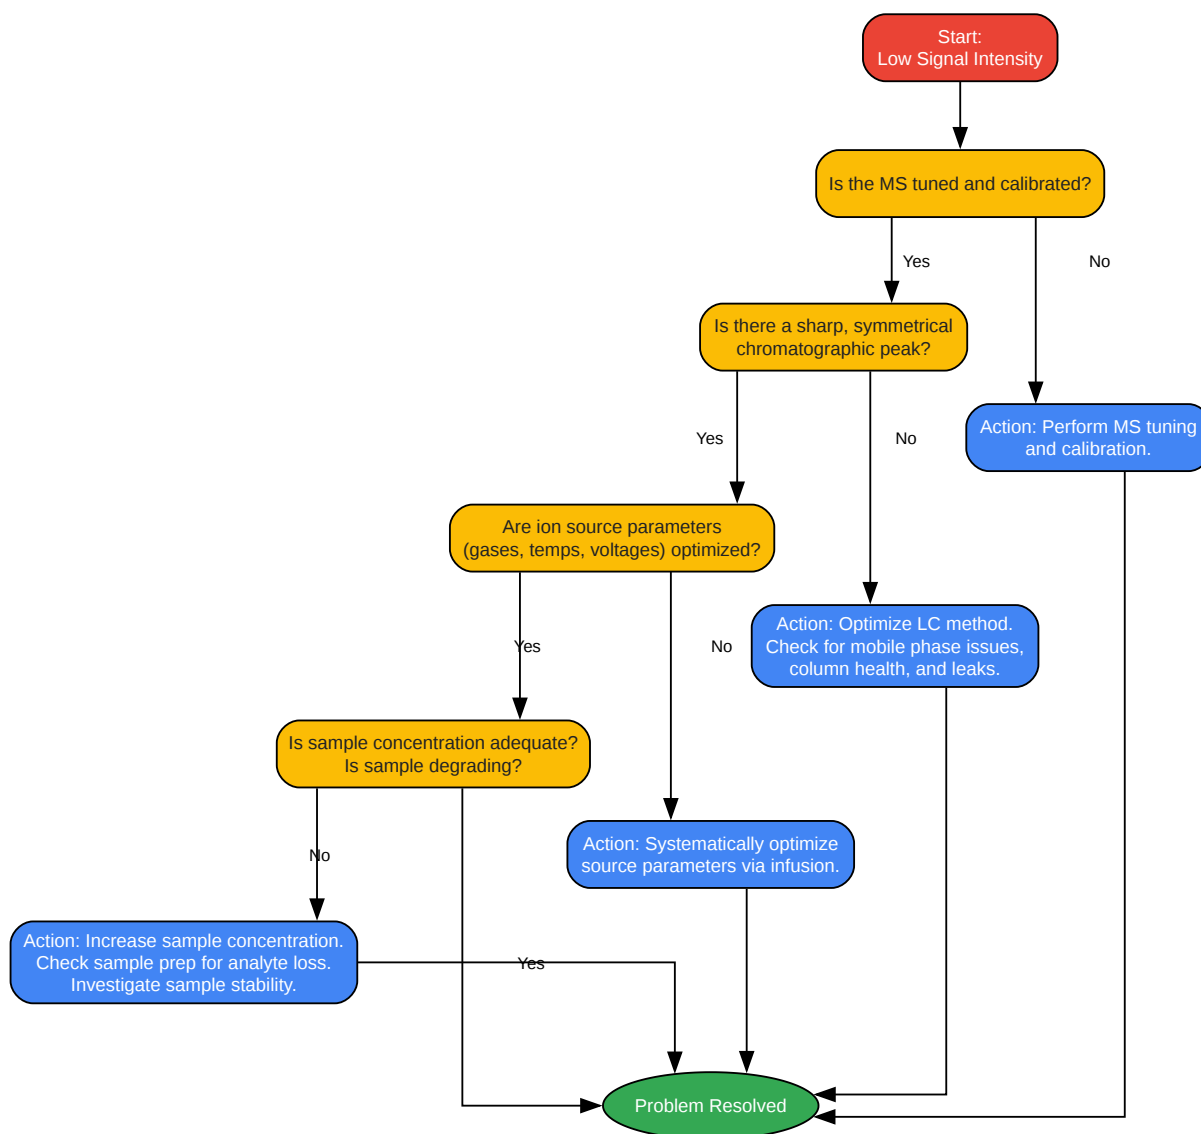 Start:
Low Signal Intensity
Is the MS tuned and calibrated?
Yes
No
Is there a sharp, symmetrical
chromatographic peak?
Action: Perform MS tuning
and calibration.
Yes
No
Are ion source parameters
(gases, temps, voltages) optimized?
Action: Optimize LC method.
Check for mobile phase issues,
column health, and leaks.
Yes
No
Is sample concentration adequate?
Is sample degrading?
Action: Systematically optimize
source parameters via infusion.
No
Action: Increase sample concentration.
Check sample prep for analyte loss.
Investigate sample stability.
Yes
Problem Resolved